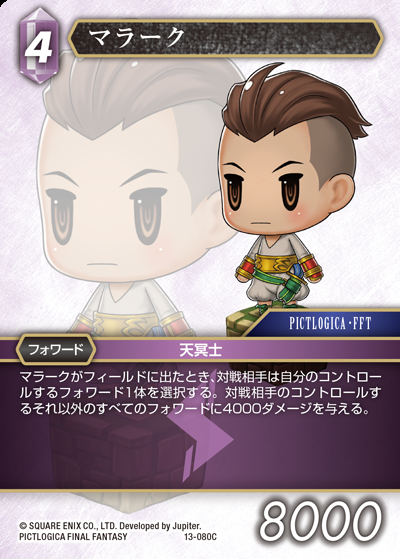 4
マラーク
PICTLOGICA・FFT
フォワード
天冥士
マラークがフィールドに出たとき、対戦相手は自分のコントロー
ルするフォワード1体を選択する。対戦相手のコントロールす
るそれ以外のすべてのフォワードに4000ダメージを与える。
© SQUARE ENIX CO., LTD. Developed by Jupiter.
PICTLOGICA FINAL FANTASY
13-080C
8000